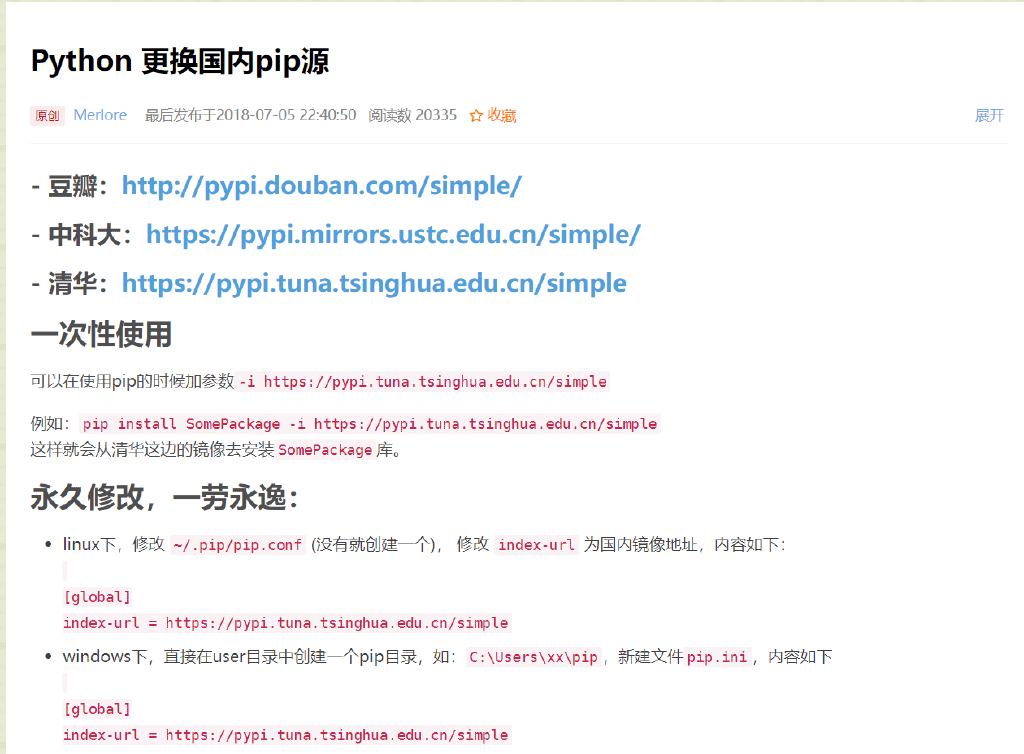 Python 更换国内pip源
原创 Merlore 最后发布于2018-07-05 22:40:50 阅读数 20335 ☆ 收藏 展开
- 豆瓣：http://pypi.douban.com/simple/
- 中科大：https://pypi.mirrors.ustc.edu.cn/simple/
- 清华：https://pypi.tuna.tsinghua.edu.cn/simple
一次性使用
可以在使用pip的时候加参数 -i https://pypi.tuna.tsinghua.edu.cn/simple
例如： pip install SomePackage -i https://pypi.tuna.tsinghua.edu.cn/simple
这样就会从清华这边的镜像去安装 SomePackage 库。
永久修改，一劳永逸：
• linux下，修改 ~/.pip/pip.conf (没有就创建一个)， 修改 index-url 为国内镜像地址，内容如下：
[global]
index-url = https://pypi.tuna.tsinghua.edu.cn/simple
• windows下，直接在user目录中创建一个pip目录，如： C:\Users\xx\pip ，新建文件 pip.ini ，内容如下
[global]
index-url = https://pypi.tuna.tsinghua.edu.cn/simple